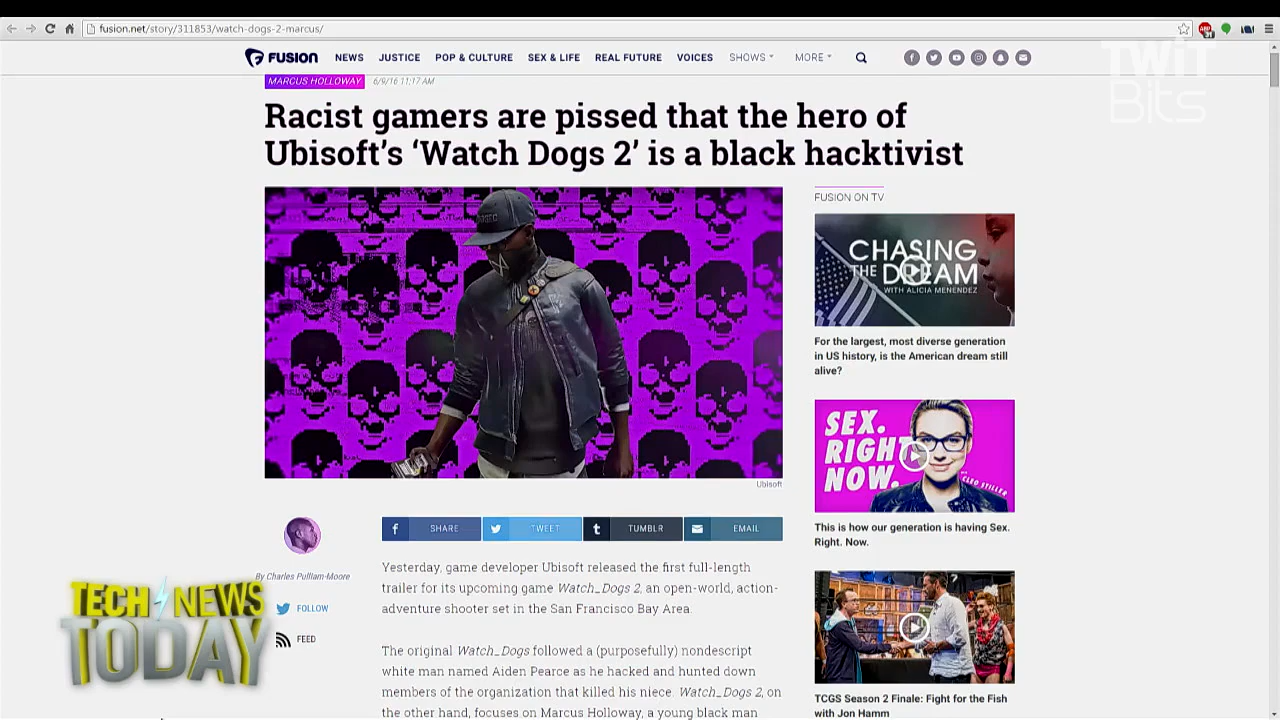 fusion.net/story/311853/watch-dogs-2-marcus/
FUSION NEWS JUSTICE POP & CULTURE SEX & LIFE REAL FUTURE VOICES SHOWS MORE
TWiT
Bits
MARCUS HOLLOWAY 6/9/16 11:17 AM
Racist gamers are pissed that the hero of
Ubisoft's 'Watch Dogs 2' is a black hacktivist
FUSION ON TV
CHASING
THE DREAM
WITH ALICIA MENENDEZ
For the largest, most diverse generation
in US history, is the American dream still
alive?
SEX.
RIGHT
NOW.
WITH CLEO STILLER
This is how our generation is having Sex.
Right. Now.
Ubisoft
SHARE TWEET TUMBLR EMAIL
By Charles Pulliam-Moore
FOLLOW
FEED
Yesterday, game developer Ubisoft released the first full-length
trailer for its upcoming game Watch_Dogs 2, an open-world, action-
adventure shooter set in the San Francisco Bay Area.
The original Watch_Dogs followed a (purposefully) nondescript
white man named Aiden Pearce as he hacked and hunted down
members of the organization that killed his niece. Watch_Dogs 2, on
the other hand, focuses on Marcus Holloway, a young black man
TCGS Season 2 Finale: Fight for the Fish
with Jon Hamm
TECH NEWS
TODAY